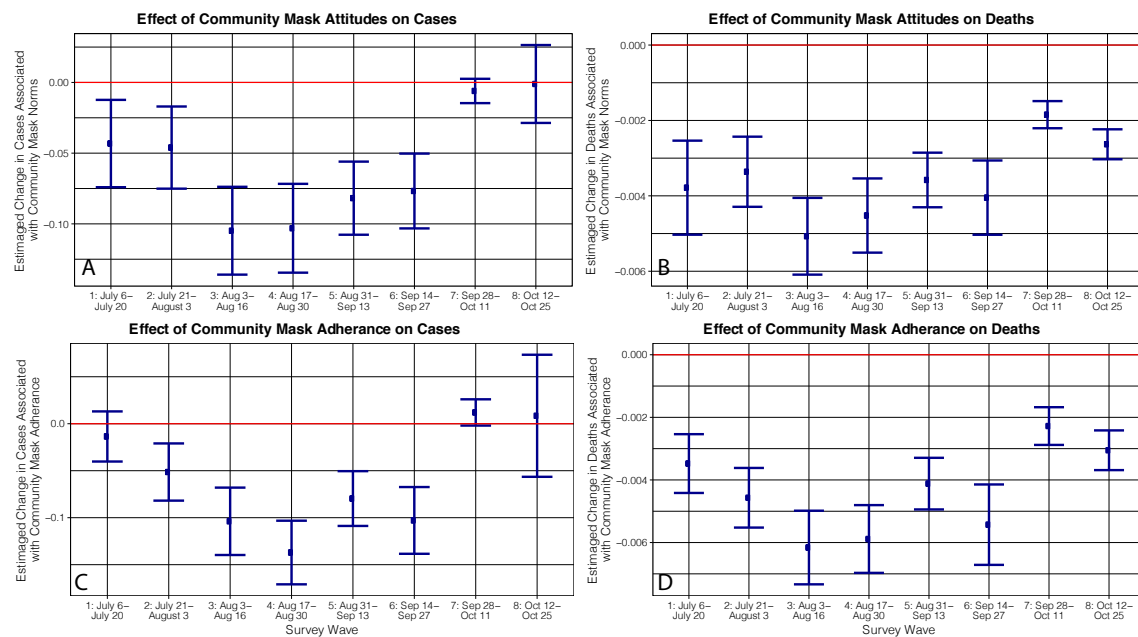 Effect of Community Mask Attitudes on Cases
Estimaged Change in Cases Associated
with Community Mask Norms
0.00
−0.05
−0.10
A
1: July 6−
July 20
2: July 21−
August 3
3: Aug 3−
Aug 16
4: Aug 17−
Aug 30
5: Aug 31−
Sep 13
6: Sep 14−
Sep 27
7: Sep 28−
Oct 11
8: Oct 12−
Oct 25
Effect of Community Mask Attitudes on Deaths
Estimaged Change in Deaths Associated
with Community Mask Norms
0.000
−0.002
−0.004
−0.006
B
1: July 6−
July 20
2: July 21−
August 3
3: Aug 3−
Aug 16
4: Aug 17−
Aug 30
5: Aug 31−
Sep 13
6: Sep 14−
Sep 27
7: Sep 28−
Oct 11
8: Oct 12−
Oct 25
Effect of Community Mask Adherance on Cases
Estimaged Change in Cases Associated
with Community Mask Adherance
0.0
−0.1
C
1: July 6−
July 20
2: July 21−
August 3
3: Aug 3−
Aug 16
4: Aug 17−
Aug 30
5: Aug 31−
Sep 13
6: Sep 14−
Sep 27
7: Sep 28−
Oct 11
8: Oct 12−
Oct 25
Survey Wave
Effect of Community Mask Adherance on Deaths
Estimaged Change in Deaths Associated
with Community Mask Adherance
0.000
−0.002
−0.004
−0.006
D
1: July 6−
July 20
2: July 21−
August 3
3: Aug 3−
Aug 16
4: Aug 17−
Aug 30
5: Aug 31−
Sep 13
6: Sep 14−
Sep 27
7: Sep 28−
Oct 11
8: Oct 12−
Oct 25
Survey Wave